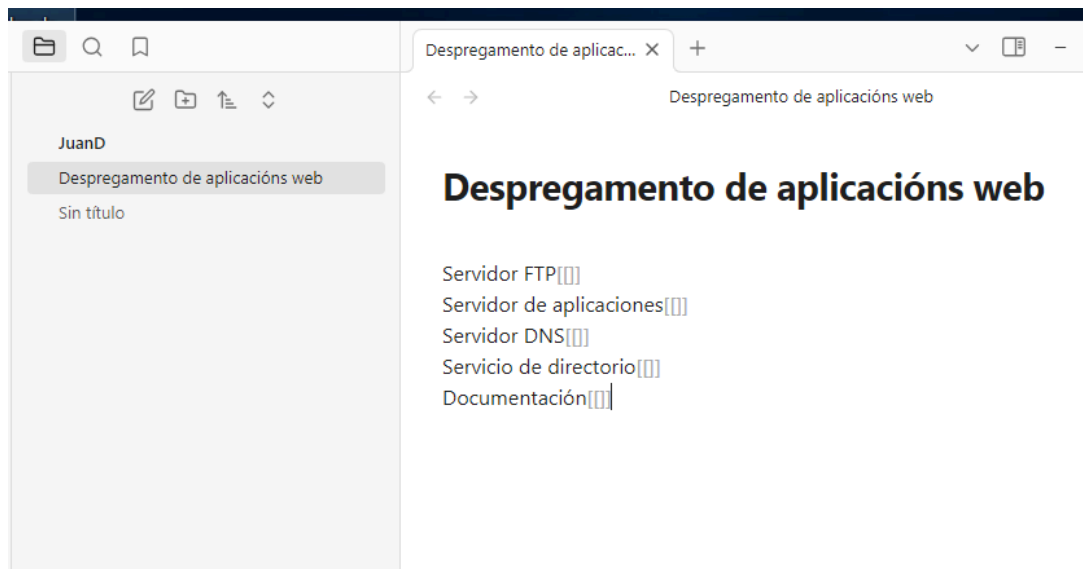 Despregamento de aplicac...
Despregamento de aplicacións web
JuanD
Despregamento de aplicacións web
Sin título
Despregamento de aplicacións web
Servidor FTP[[]]
Servidor de aplicaciones[[]]
Servidor DNS[[]]
Servicio de directorio[[]]
Documentación[[]]